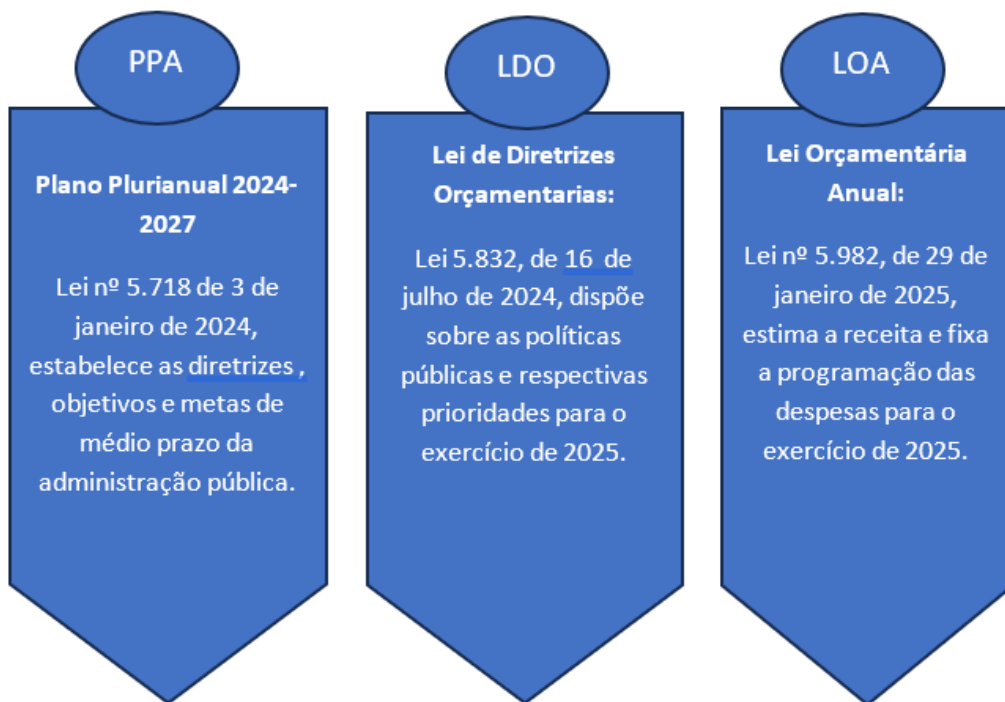 PPA
Plano Plurianual 2024-
2027
Lei nº 5.718 de 3 de
janeiro de 2024,
estabelece as diretrizes ,
objetivos e metas de
médio prazo da
administração pública.
LDO
Lei de Diretrizes
Orçamentarias:
Lei 5.832, de 16 de
julho de 2024, dispõe
sobre as políticas
públicas e respectivas
prioridades para o
exercício de 2025.
LOA
Lei Orçamentária
Anual:
Lei nº 5.982, de 29 de
janeiro de 2025,
estima a receita e fixa
a programação das
despesas para o
exercício de 2025.